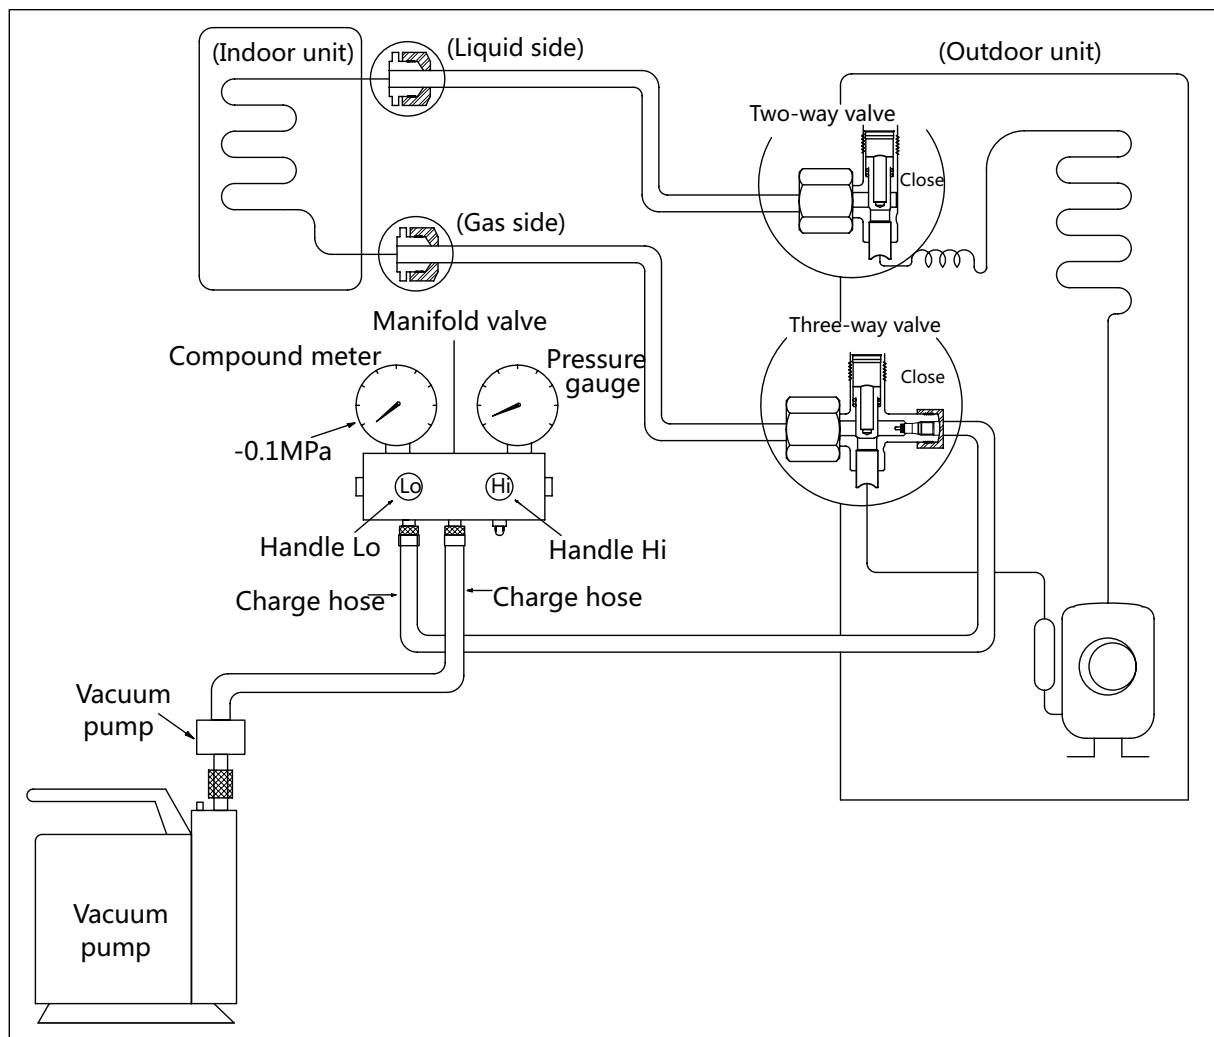 (Indoor unit)
(Liquid side)
(Outdoor unit)
Two-way valve
Close
(Gas side)
Manifold valve
Three-way valve
Compound meter
Pressure
gauge
Close
-0.1MPa
Lo
Hi
Handle Lo
Handle Hi
Charge hose
Charge hose
Vacuum
pump
Vacuum
pump